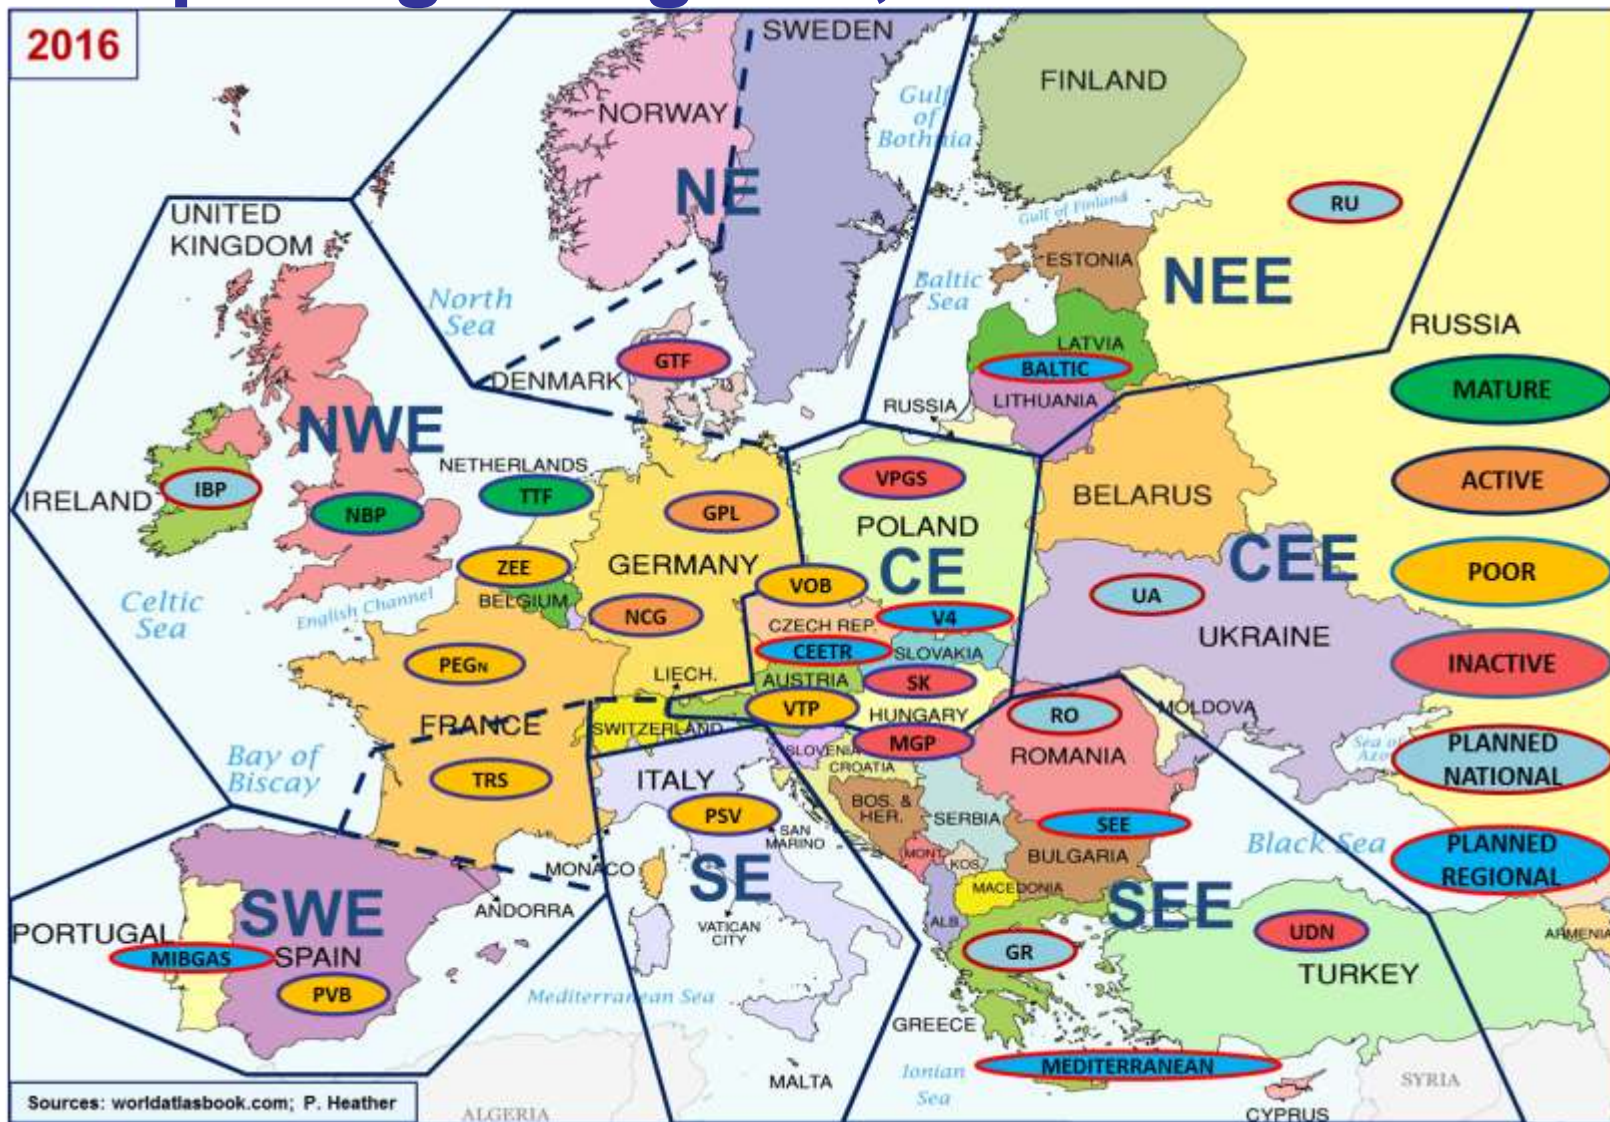 2016
SWEDEN
FINLAND
NORWAY
Gulf
of
Bothnia
NE
RU
UNITED
KINGDOM
Gulf of Finland
ESTONIA
NEE
North
Sea
Baltic
Sea
RUSSIA
LATVIA
GTF
BALTIC
DENMARK
MATURE
RUSSIA
LITHUANIA
NWE
NETHERLANDS
VPGS
ACTIVE
IRELAND
IBP
TTF
BELARUS
NBP
GPL
POLAND
ZEE
GERMANY
CE
CEE
POOR
VOB
Celtic
Sea
English Channel
BELGIUM
UA
NCG
V4
CZECH REP.
UKRAINE
CEETR
SLOVAKIA
PEGN
LIECH.
AUSTRIA
SK
INACTIVE
VTP
HUNGARY
RO
MOLDOVA
FRANCE
SWITZERLAND
MGP
SLOVENIA
CROATIA
ROMANIA
Sea of
Azov
PLANNED
NATIONAL
Bay of
Biscay
TRS
ITALY
BOS. &
HER.
SERBIA
PSV
SAN
MARINO
SEE
Black Sea
PLANNED
REGIONAL
MONT.
KOS.
BULGARIA
MONACO
SE
MACEDONIA
SWE
ANDORRA
ALB.
SEE
PORTUGAL
VATICAN
CITY
UDN
ARMENIA
MIBGAS
SPAIN
GR
TURKEY
PVB
Mediterranean Sea
GREECE
MEDITERRANEAN
Ionian
Sea
MALTA
SYRIA
Sources: worldatlasbook.com; P. Heather
ALGERIA
CYPRUS